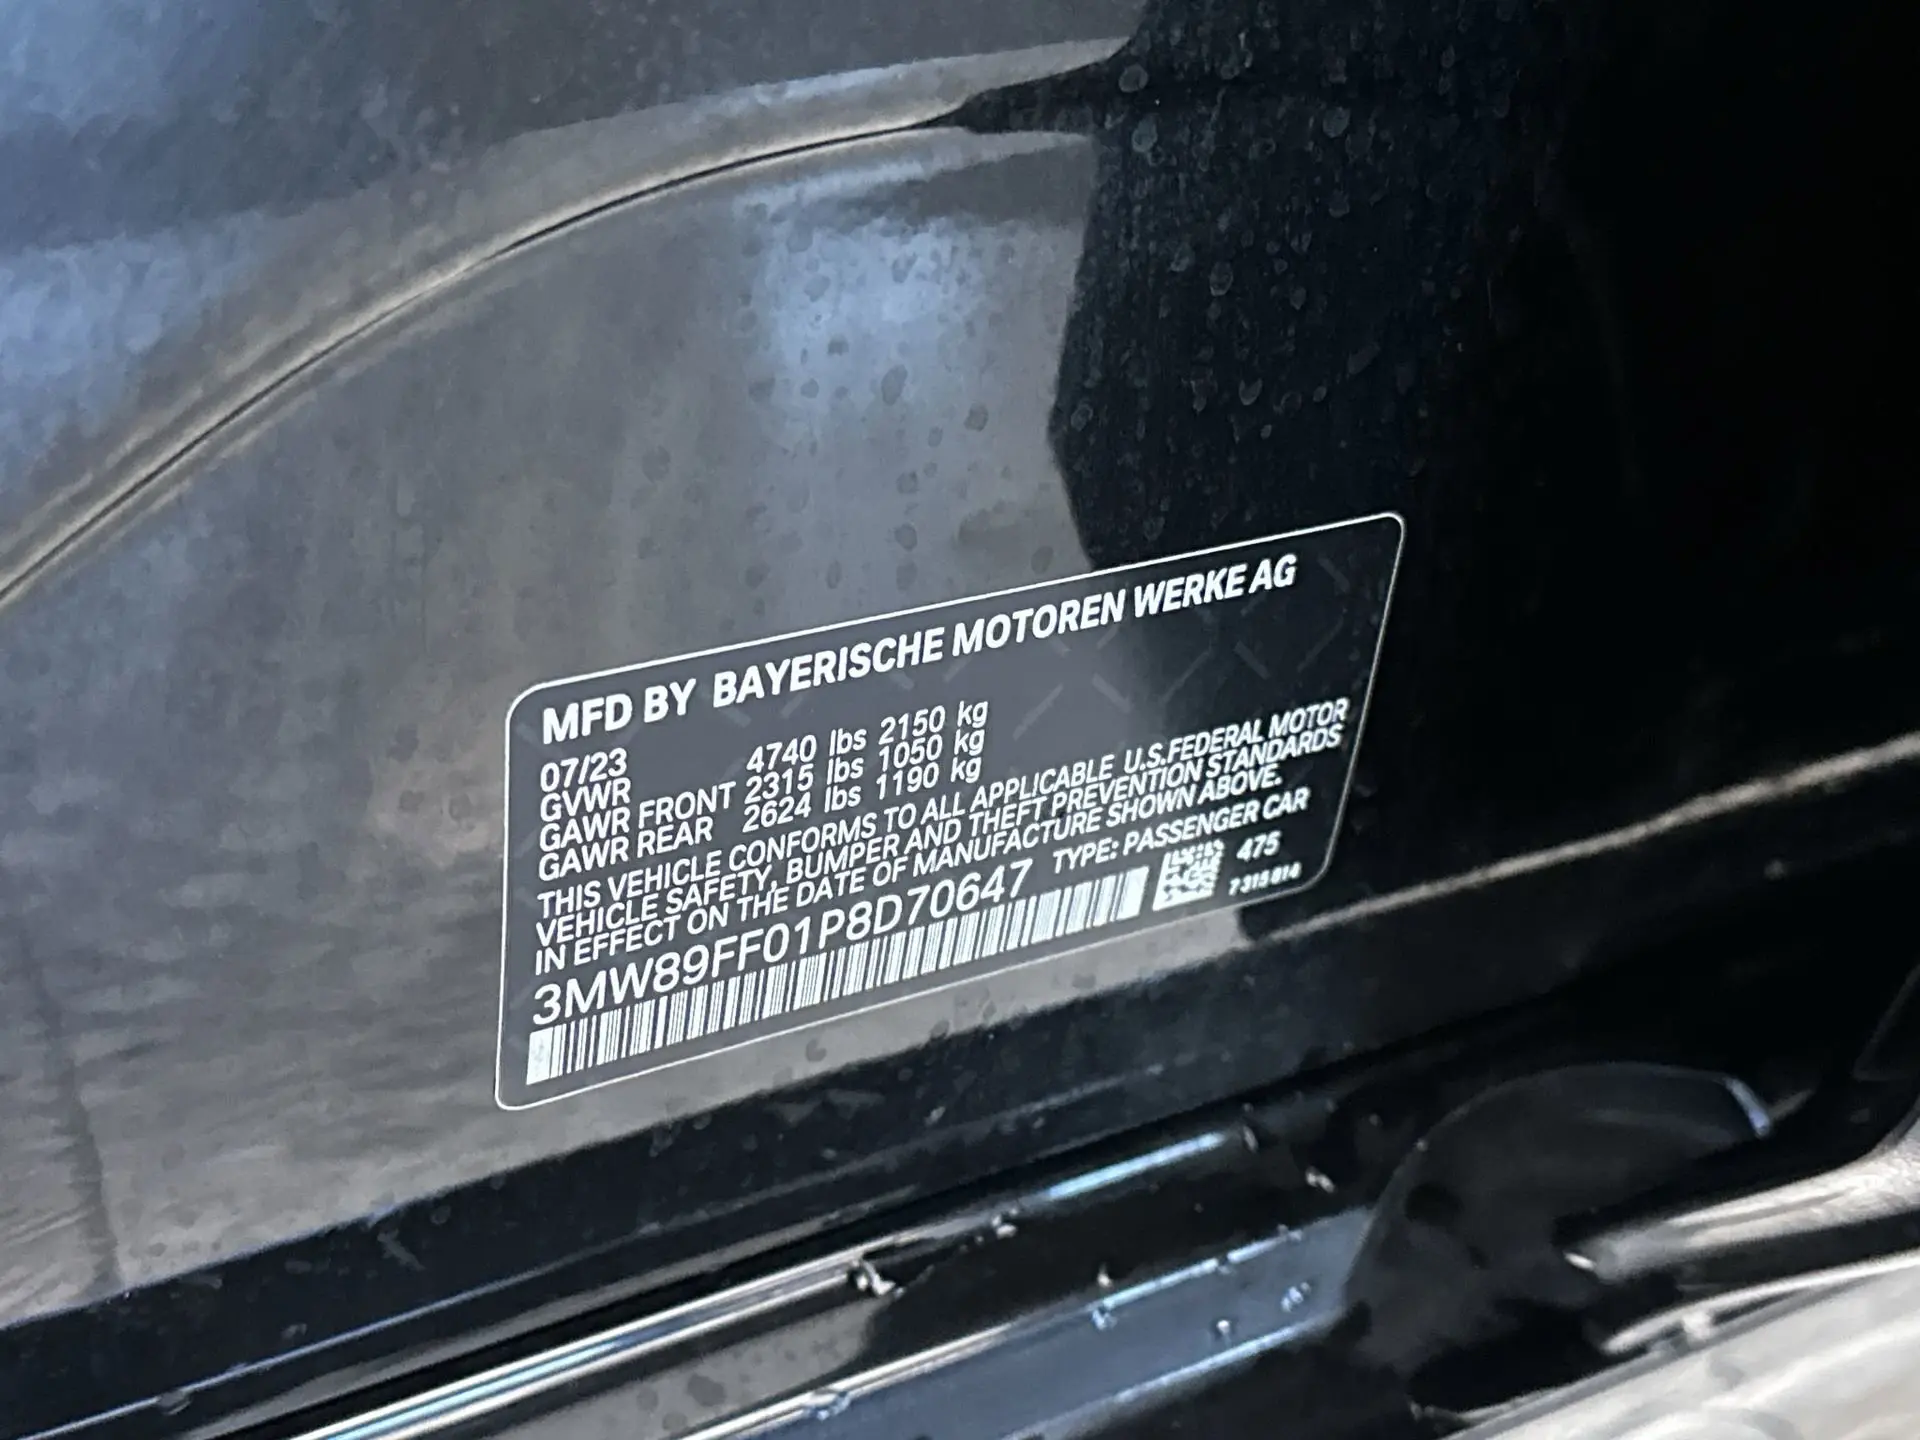 MFD BY BAYERISCHE MOTOREN WERKE AG
07/23
GVWR 4740 lbs 2150 kg
GAWR FRONT 2315 lbs 1050 kg
GAWR REAR 2624 lbs 1190 kg
THIS VEHICLE CONFORMS TO ALL APPLICABLE U.S.FEDERAL MOTOR
VEHICLE SAFETY, BUMPER AND THEFT PREVENTION STANDARDS
IN EFFECT ON THE DATE OF MANUFACTURE SHOWN ABOVE.
3MW89FF01P8D70647 TYPE: PASSENGER CAR
475
7315814